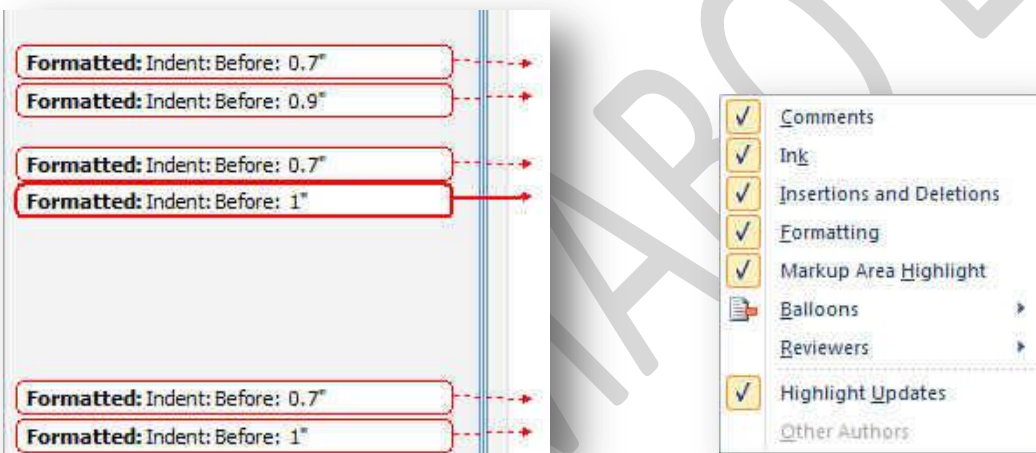 Formatted: Indent: Before: 0.7"
Formatted: Indent: Before: 0.9"
Formatted: Indent: Before: 0.7"
Formatted: Indent: Before: 1"
Formatted: Indent: Before: 0.7"
Formatted: Indent: Before: 1"
Comments
Ink
Insertions and Deletions
Formatting
Markup Area Highlight
Balloons
Reviewers
Highlight Updates
Other Authors